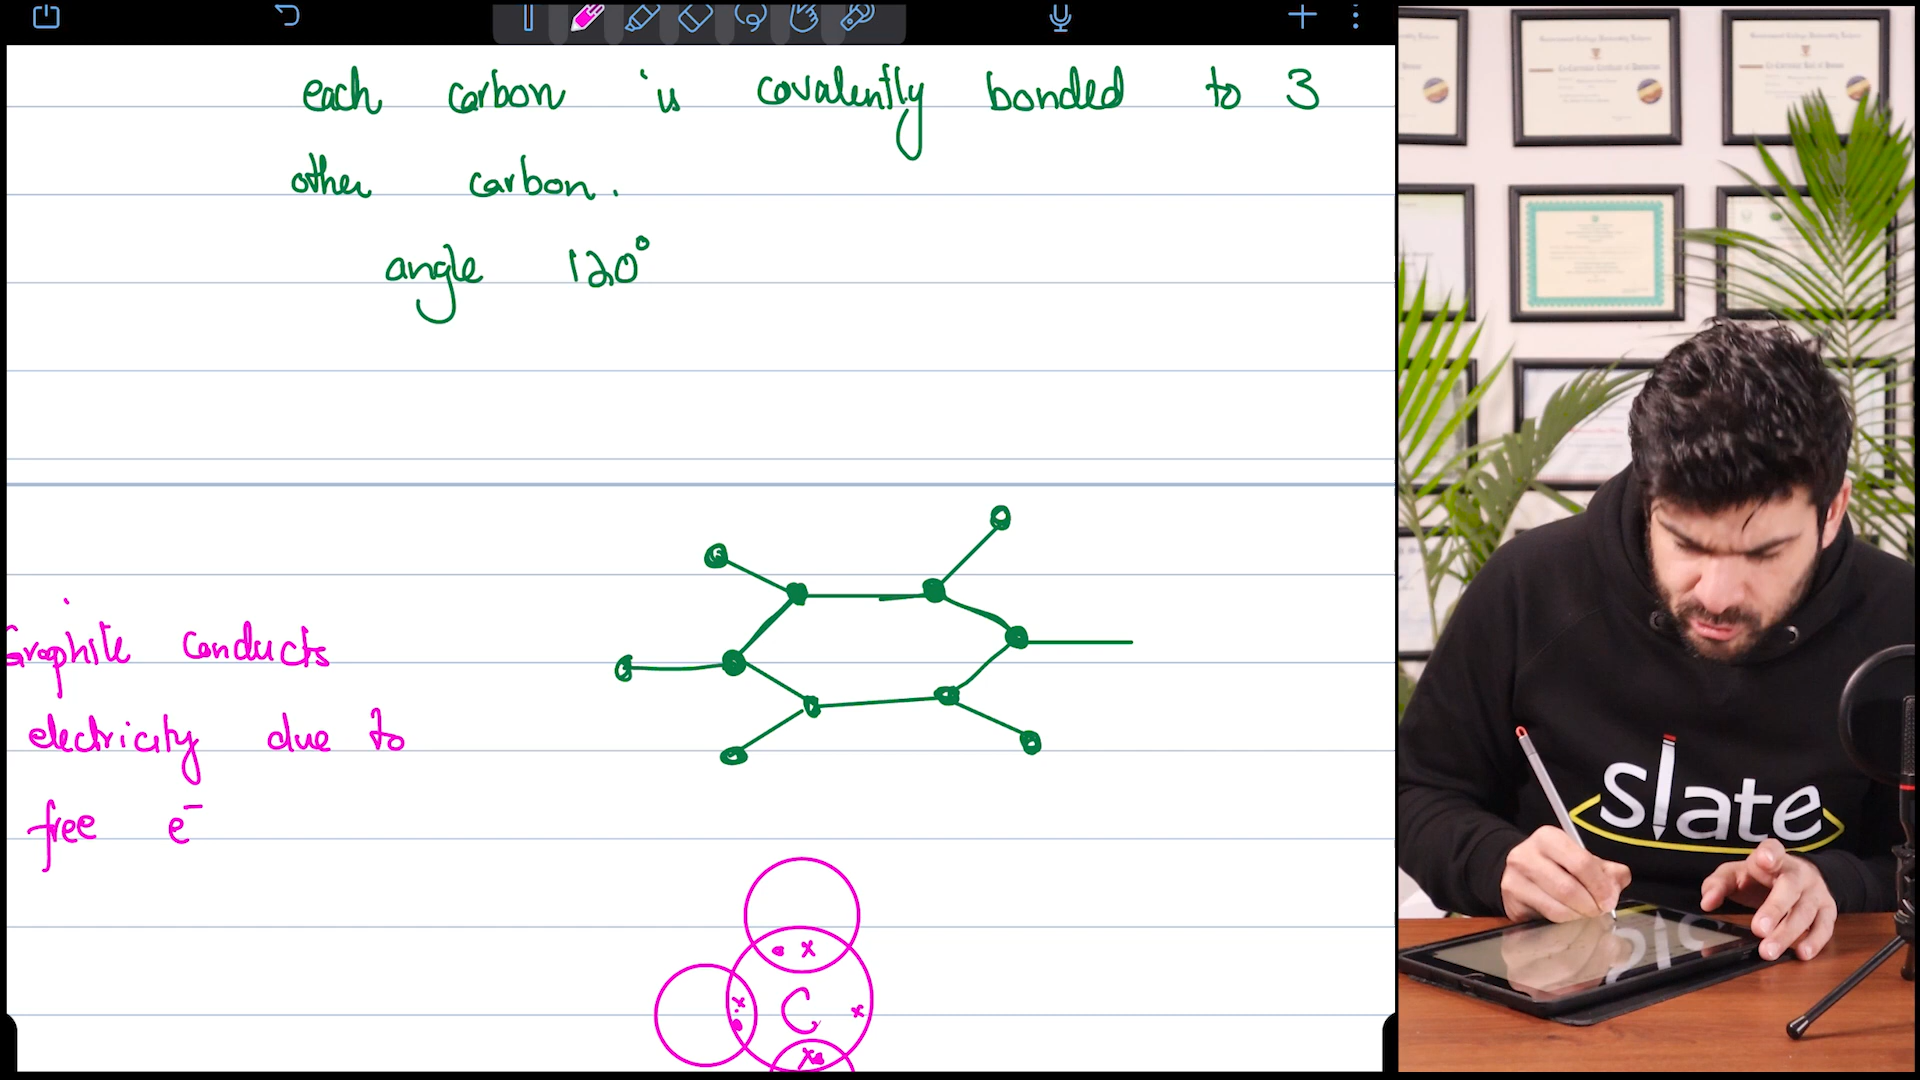 each carbon is covalently bonded to 3
other carbon.
angle 120°
Graphite conducts
electricity due to
free e⁻
C
slate